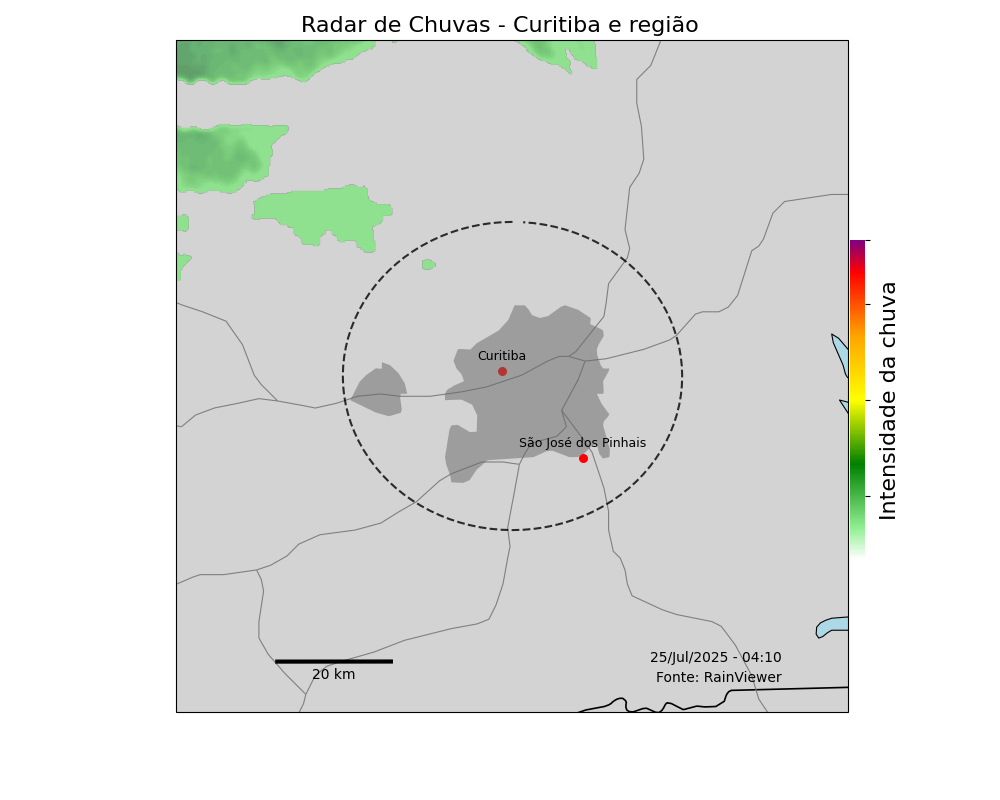 Radar de Chuvas - Curitiba e região
Curitiba
São José dos Pinhais
Intensidade da chuva
25/Jul/2025 - 04:10
20 km
Fonte: RainViewer